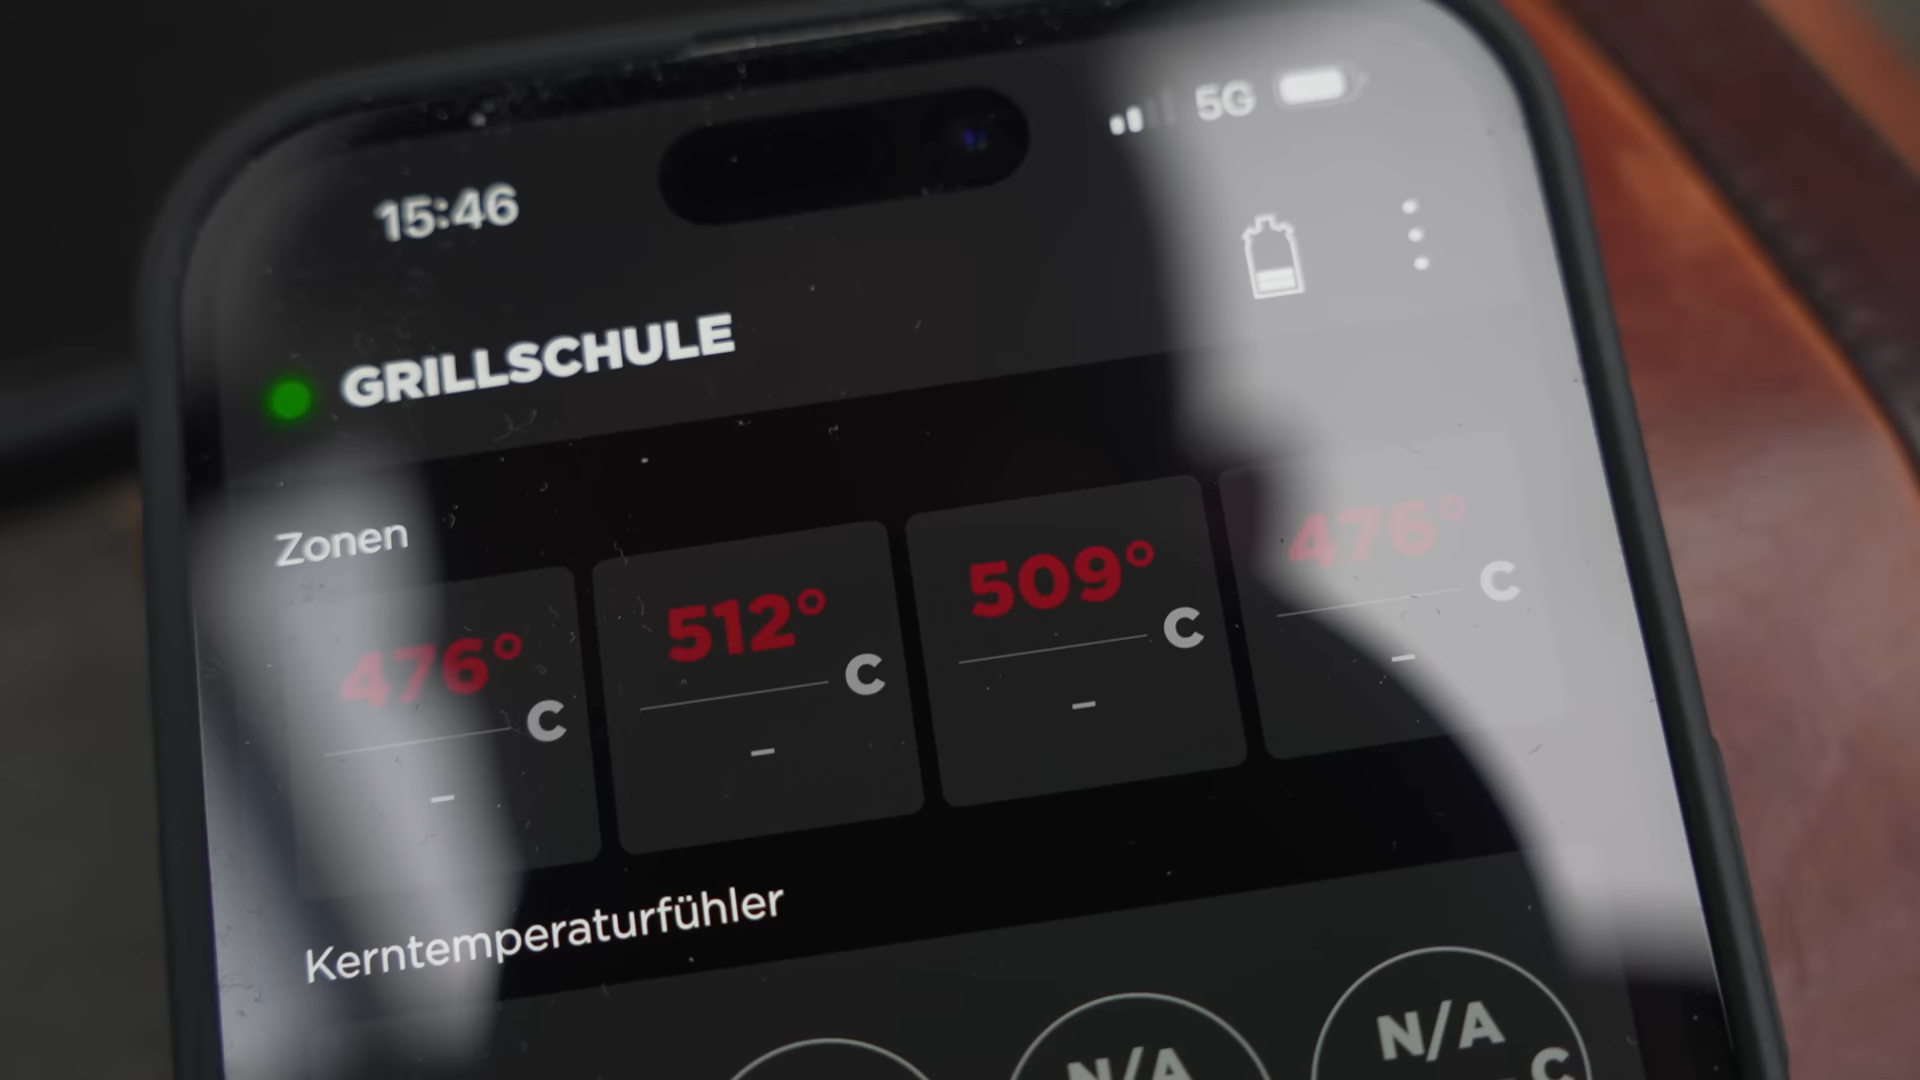 15:46
5G
GRILLSCHULE
Zonen
476° 512° 509° 476°
C C C C
– – – –
Kerntemperaturfühler
N/A N/A
C